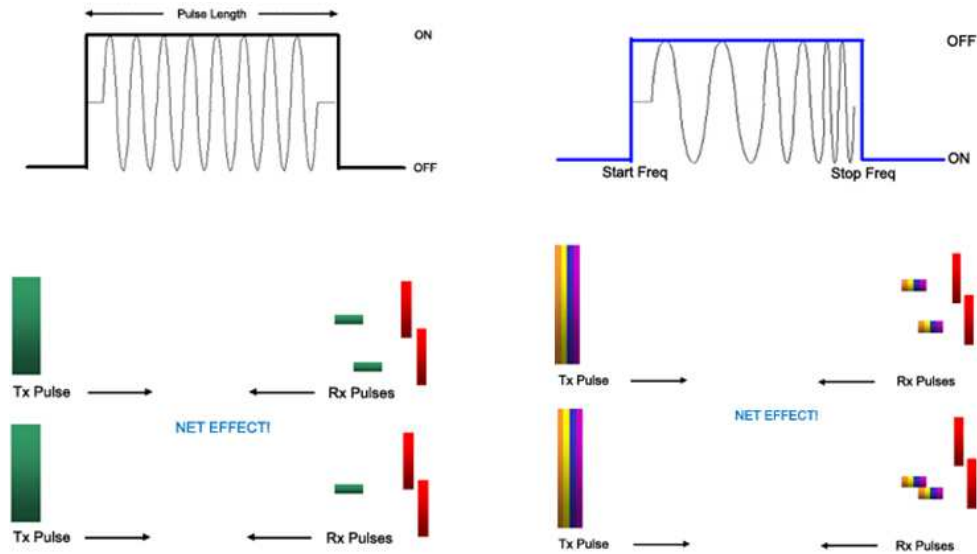 Pulse Length
ON
OFF
OFF
ON
Start Freq
Stop Freq
Tx Pulse
Rx Pulses
NET EFFECT!
Tx Pulse
Rx Pulses
Tx Pulse
Rx Pulses
NET EFFECT!
Tx Pulse
Rx Pulses